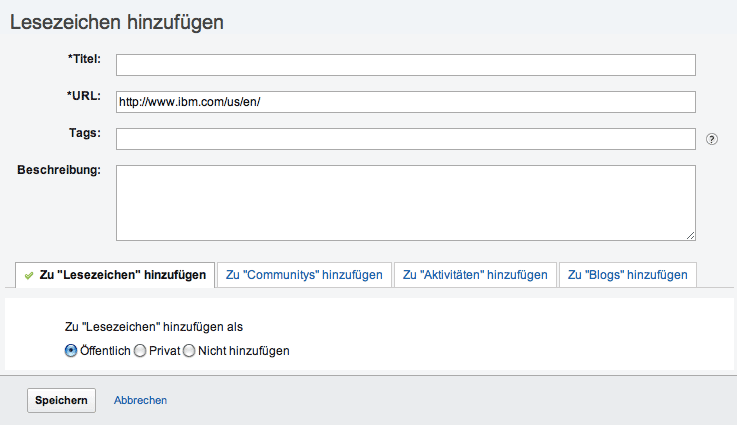 Lesezeichen hinzufügen
*Titel:
*URL: http://www.ibm.com/us/en/
Tags: ?
Beschreibung:
Zu "Lesezeichen" hinzufügen Zu "Communitys" hinzufügen Zu "Aktivitäten" hinzufügen Zu "Blogs" hinzufügen
Zu "Lesezeichen" hinzufügen als
Öffentlich Privat Nicht hinzufügen
Speichern Abbrechen